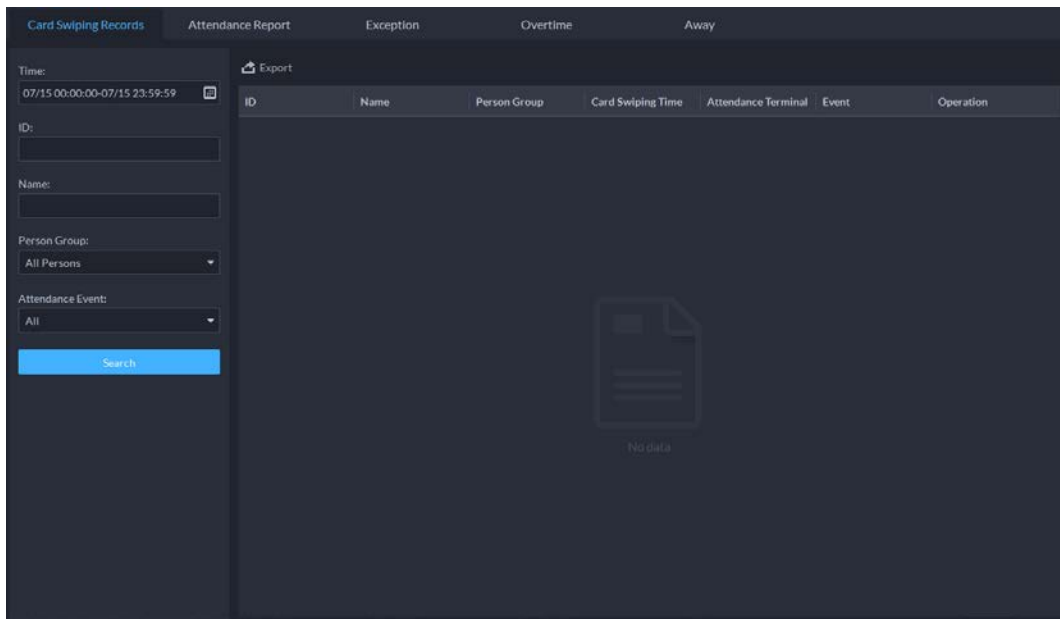 Card Swiping Records Attendance Report Exception Overtime Away
Time:
07/15 00:00:00-07/15 23:59:59
ID:
Name:
Person Group:
All Persons
Attendance Event:
All
Search
Export
ID Name Person Group Card Swiping Time Attendance Terminal Event Operation
No data